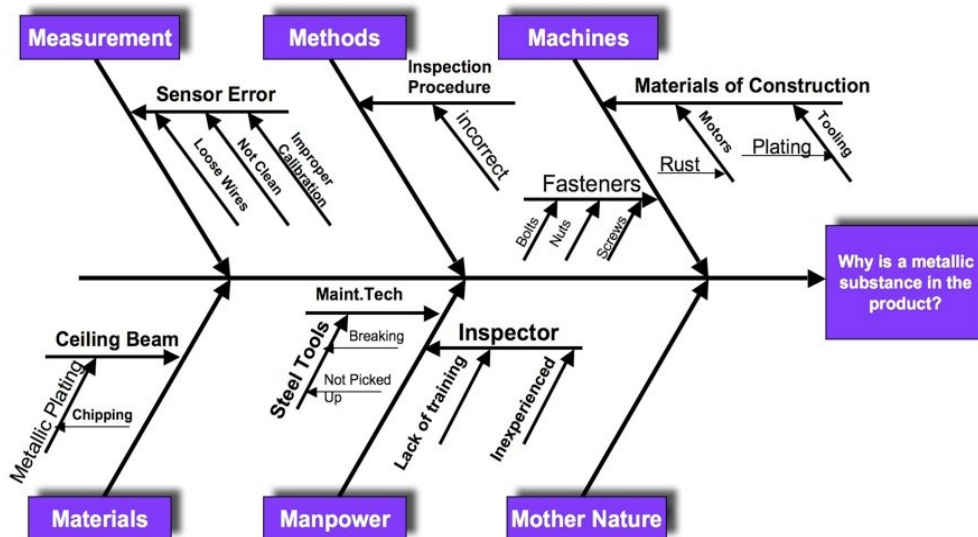 Measurement
Methods
Machines
Sensor Error
Loose Wires
Not Clean
Improper
Calibration
Inspection
Procedure
incorrect
Materials of Construction
Motors
Rust
Tooling
Plating
Fasteners
Bolts
Nuts
Screws
Why is a metallic
substance in the
product?
Ceiling Beam
Metallic Plating
Chipping
Maint.Tech
Steel Tools
Breaking
Not Picked
Up
Inspector
Lack of training
Inexperienced
Materials
Manpower
Mother Nature